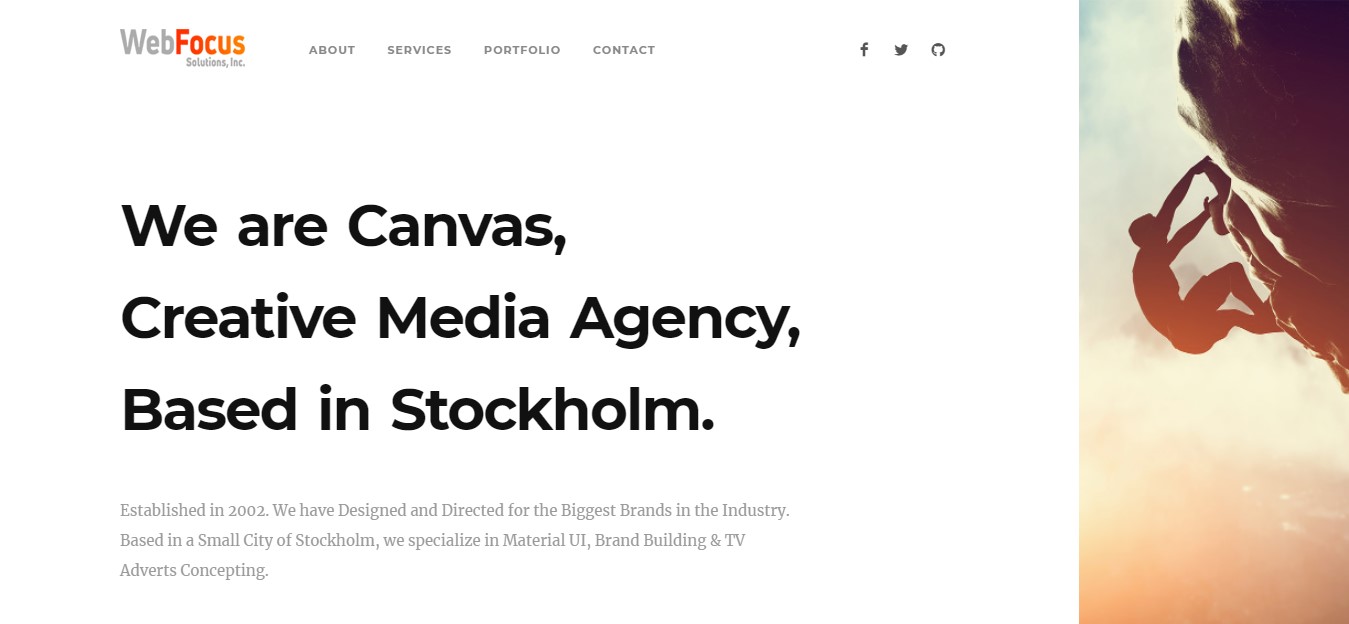 WebFocus
Solutions, Inc.
ABOUT SERVICES PORTFOLIO CONTACT
We are Canvas,
Creative Media Agency,
Based in Stockholm.
Established in 2002. We have Designed and Directed for the Biggest Brands in the Industry.
Based in a Small City of Stockholm, we specialize in Material UI, Brand Building & TV
Adverts Concepting.